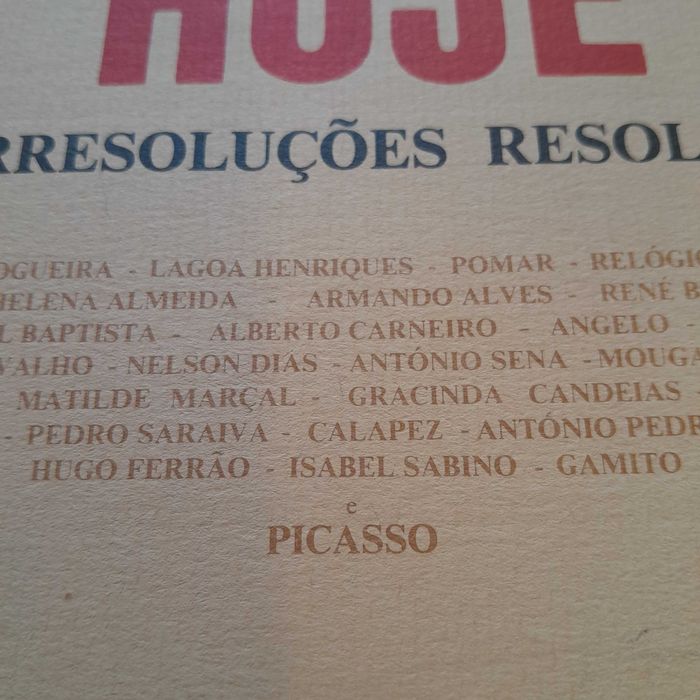 HOJE
RRESOLUÇÕES RESOL
OGUEIRA - LAGOA HENRIQUES - POMAR - RELÓGIO
HELENA ALMEIDA - ARMANDO ALVES - RENÉ B
L BAPTISTA - ALBERTO CARNEIRO - ANGELO -
VALHO - NELSON DIAS - ANTÓNIO SENA - MOUGA
MATILDE MARÇAL - GRACINDA CANDEIAS
- PEDRO SARAIVA - CALAPEZ - ANTÓNIO PEDR
HUGO FERRÃO - ISABEL SABINO - GAMITO
e
PICASSO